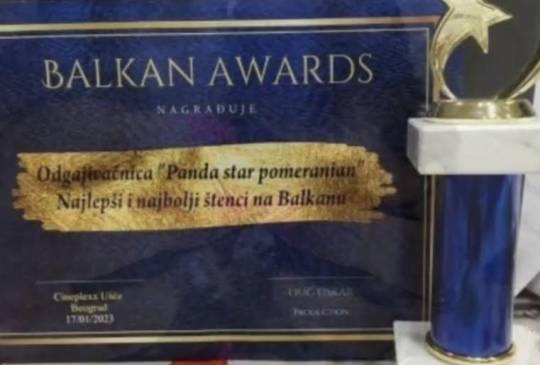 BALKAN AWARDS
NAGRAĐUJE
Odgajivačnica "Panda star pomeranian"
Najlepši i najbolji štenci na Balkanu
Cineplexx Ušće
Beograd
17/01/2023
PRODUCTION